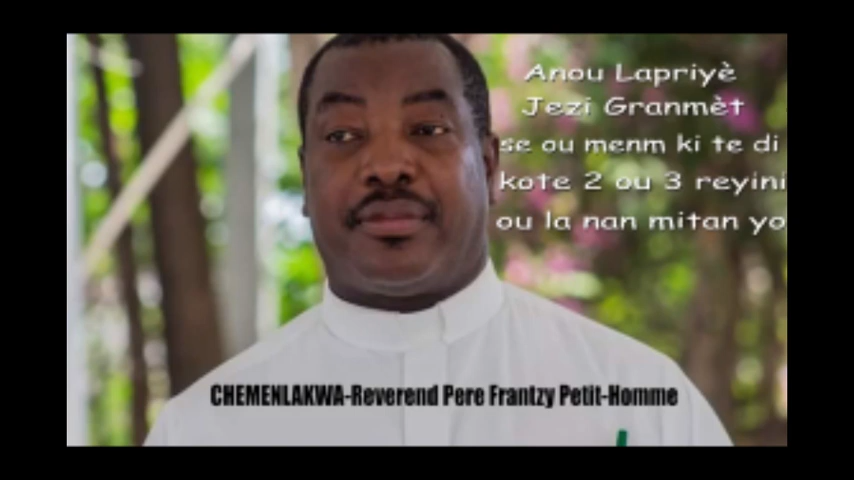 Anou Lapriyè
Jezi Granmèt
se ou menm ki te di
kote 2 ou 3 reyini
ou la nan mitan yo
CHEMENLAKWA-Reverend Pere Frantzy Petit-Homme